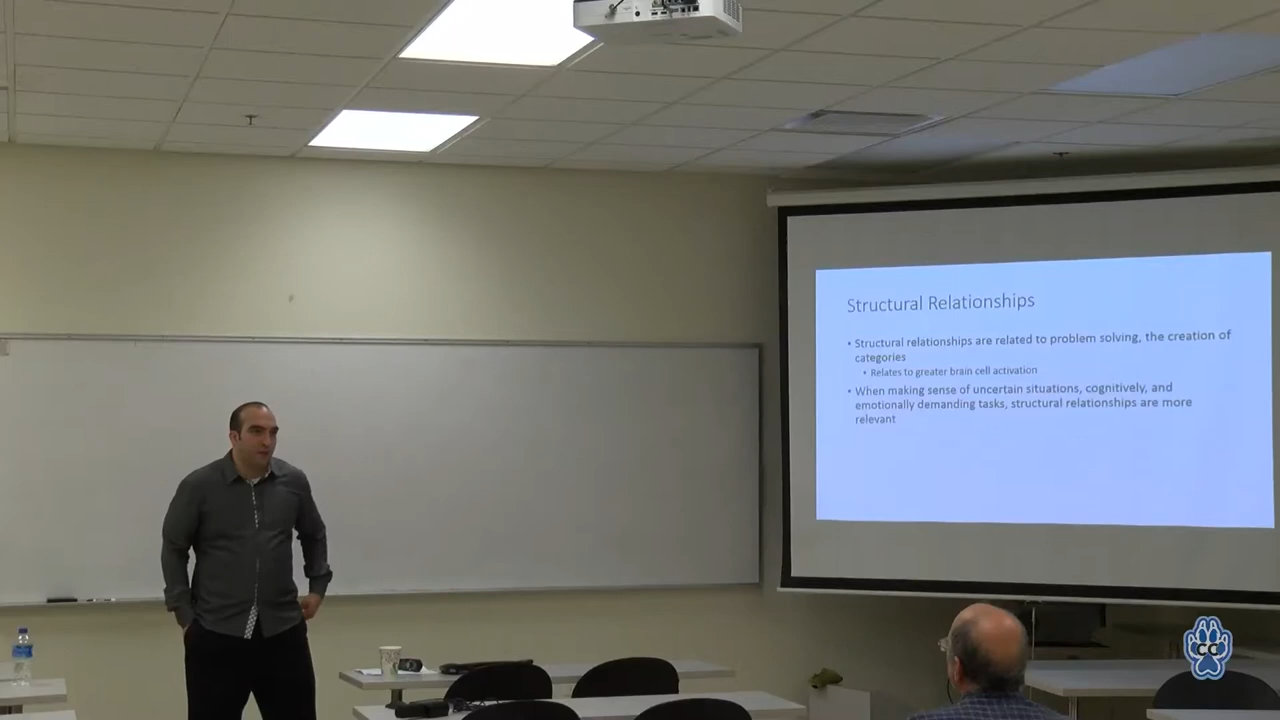 Structural Relationships
• Structural relationships are related to problem solving, the creation of
categories
• Relates to greater brain cell activation
• When making sense of uncertain situations, cognitively, and
emotionally demanding tasks, structural relationships are more
relevant
CC